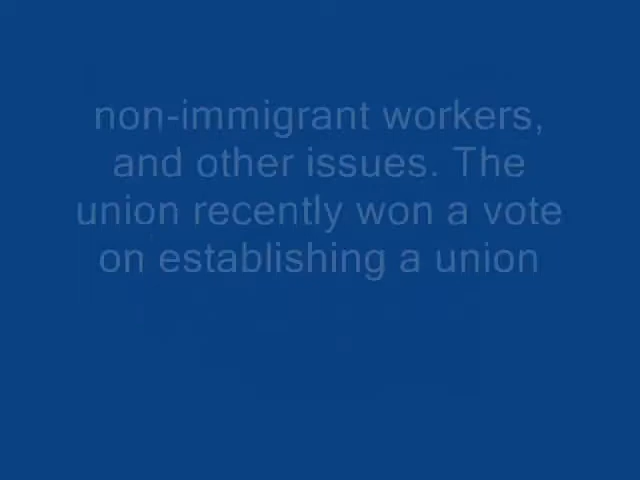 non-immigrant workers,
and other issues. The
union recently won a vote
on establishing a union